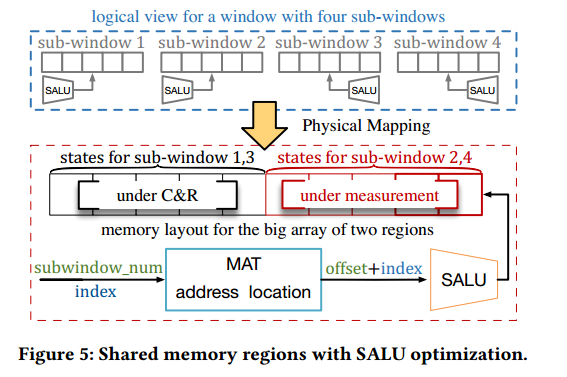 logical view for a window with four sub-windows
sub-window 1 sub-window 2 sub-window 3 sub-window 4
SALU SALU SALU SALU
Physical Mapping
states for sub-window 1,3 states for sub-window 2,4
under C&R under measurement
memory layout for the big array of two regions
subwindow_num
index
MAT
address location
offset+index
SALU
Figure 5: Shared memory regions with SALU optimization.